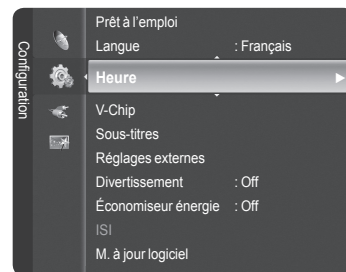 Configuration
Prêt à l'emploi
Langue : Français
Heure
V-Chip
Sous-titres
Réglages externes
Divertissement : Off
Économiseur énergie : Off
ISI
M. à jour logiciel